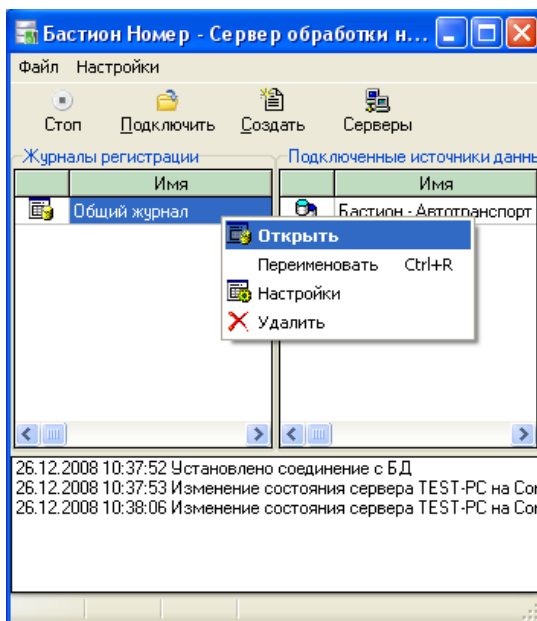 Бастион Номер - Сервер обработки н...
Файл Настройки
Стоп Подключить Создать Серверы
Журналы регистрации Подключенные источники данны
Имя Имя
Общий журнал Бастион - Автотранспорт
Открыть
Переименовать Ctrl+R
Настройки
Удалить
26.12.2008 10:37:52 Установлено соединение с БД
26.12.2008 10:37:53 Изменение состояния сервера TEST-PC на Con
26.12.2008 10:38:06 Изменение состояния сервера TEST-PC на Con